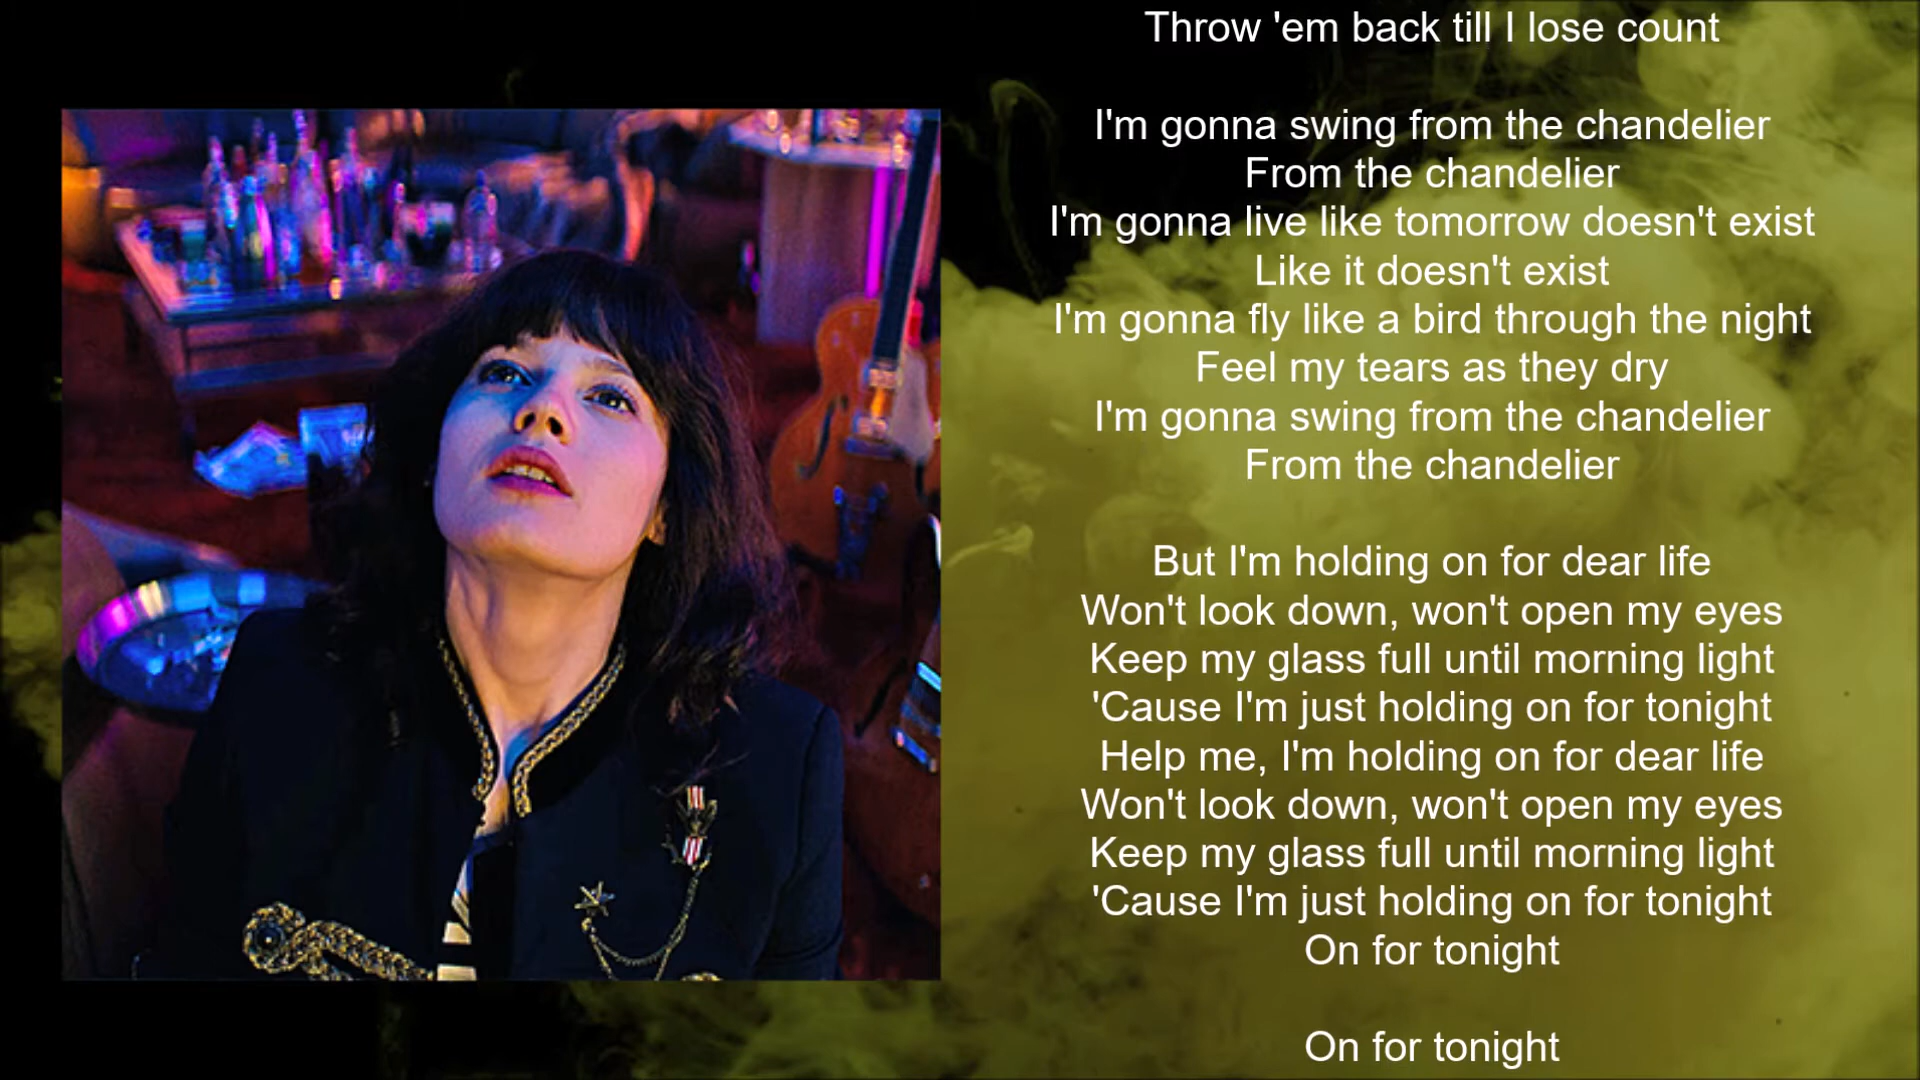 Throw 'em back till I lose count
I'm gonna swing from the chandelier
From the chandelier
I'm gonna live like tomorrow doesn't exist
Like it doesn't exist
I'm gonna fly like a bird through the night
Feel my tears as they dry
I'm gonna swing from the chandelier
From the chandelier
But I'm holding on for dear life
Won't look down, won't open my eyes
Keep my glass full until morning light
'Cause I'm just holding on for tonight
Help me, I'm holding on for dear life
Won't look down, won't open my eyes
Keep my glass full until morning light
'Cause I'm just holding on for tonight
On for tonight
On for tonight